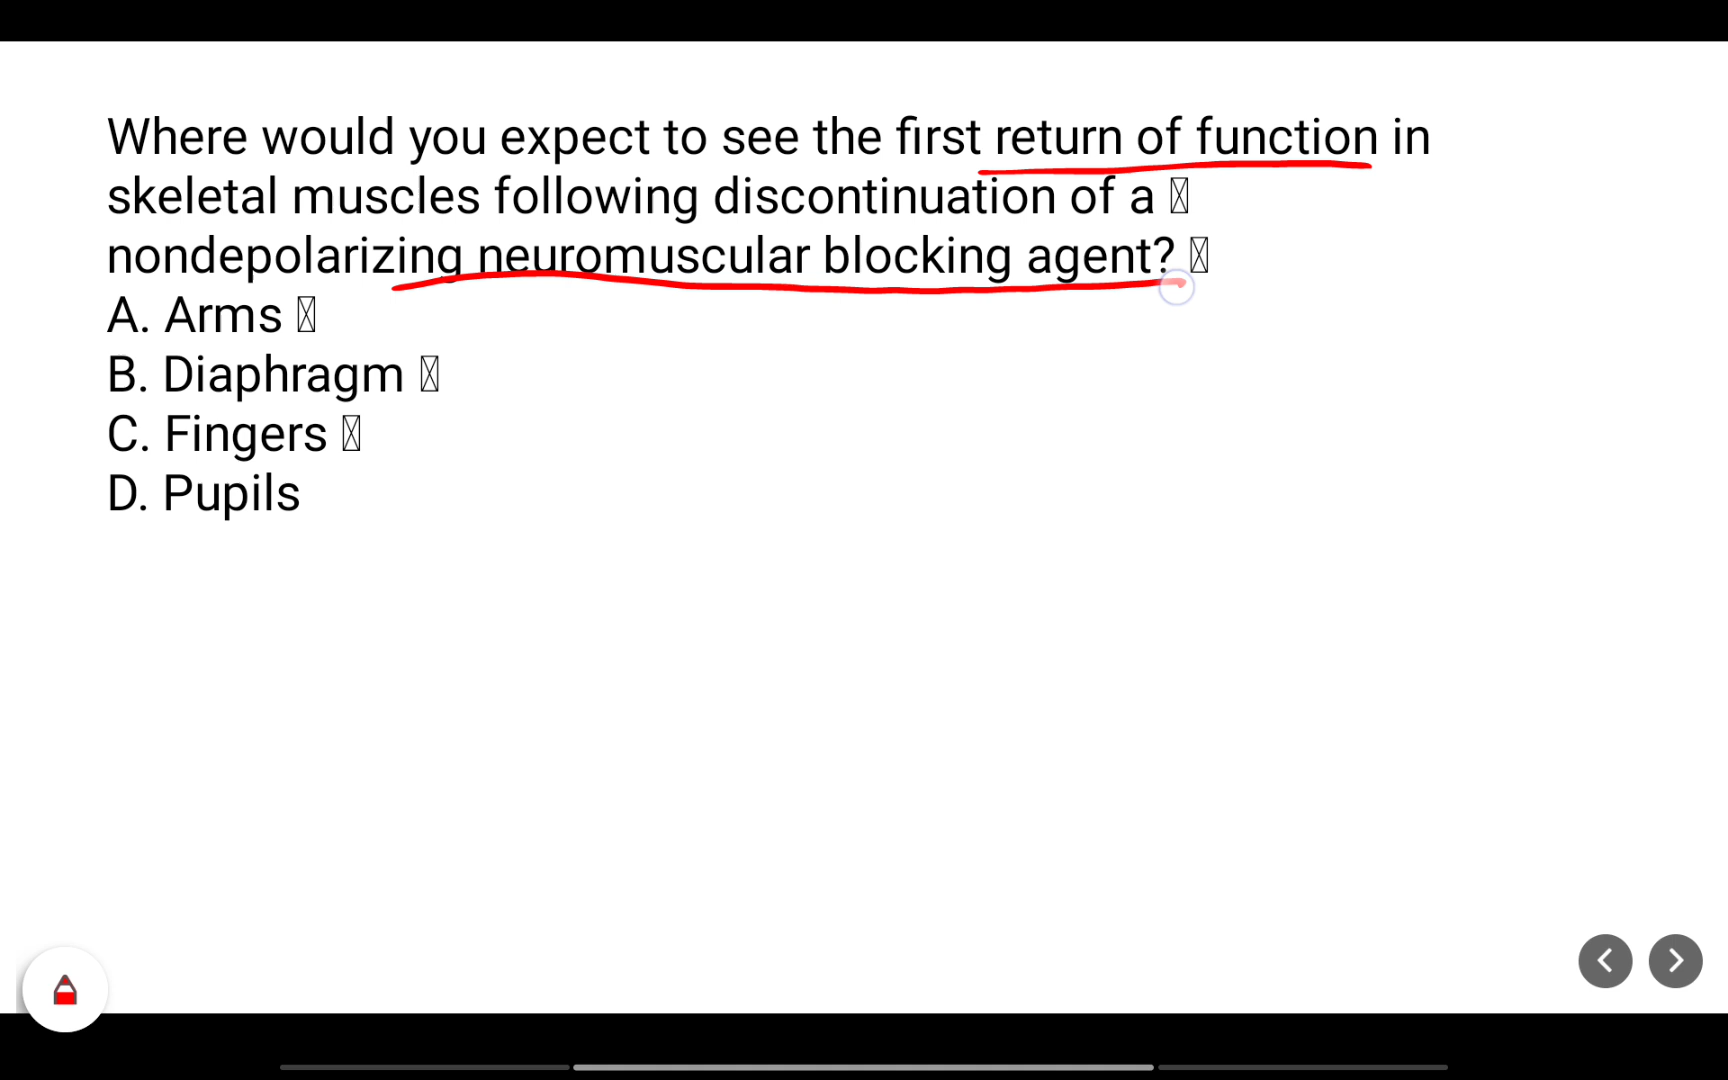 Where would you expect to see the first return of function in
skeletal muscles following discontinuation of a
nondepolarizing neuromuscular blocking agent?
A. Arms
B. Diaphragm
C. Fingers
D. Pupils